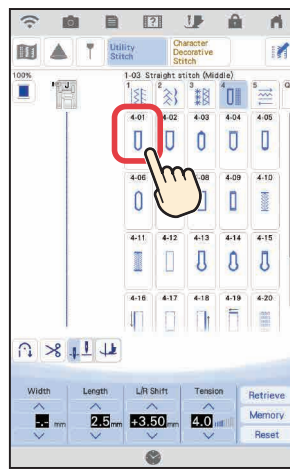 Utility Stitch
Character Decorative Stitch
100%
J
1-03 Straight stitch (Middle)
1 2 3 4 5
4-01 4-02 4-03 4-04 4-05
4-06 4-09 4-10
4-11 4-12 4-13 4-14 4-15
4-16 4-17 4-18 4-19 4-20
Width Length L/R Shift Tension
-.- mm 2.5 mm +3.50 mm 4.0
Retrieve
Memory
Reset